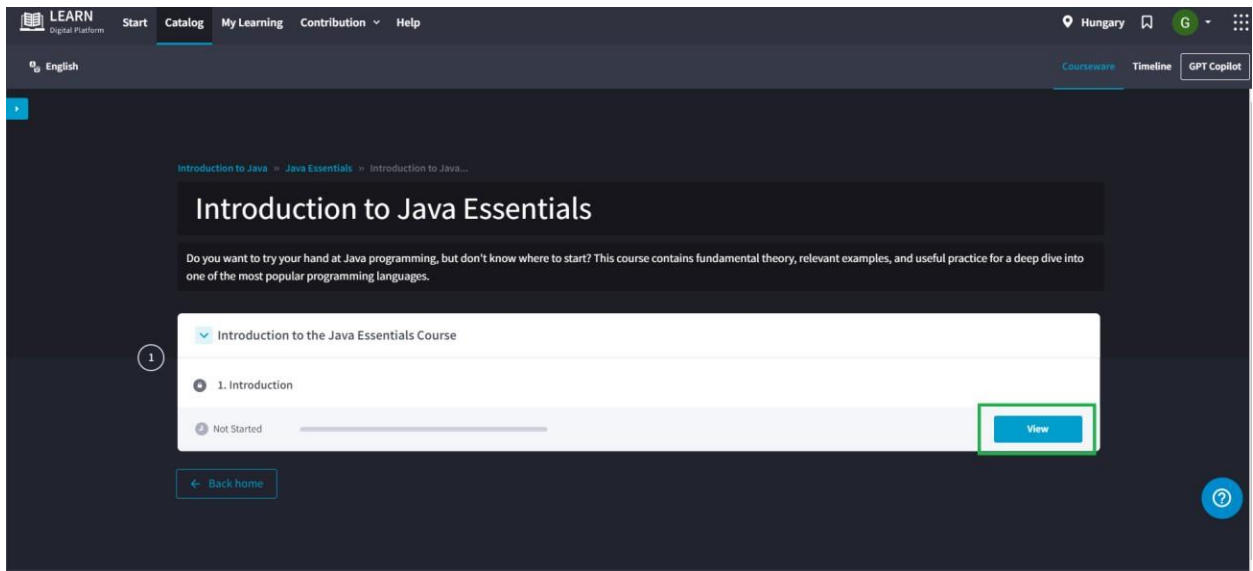 LEARN
Digital Platform
Start Catalog My Learning Contribution Help
Hungary G
English
Courseware Timeline GPT Copilot
Introduction to Java » Java Essentials » Introduction to Java...
Introduction to Java Essentials
Do you want to try your hand at Java programming, but don't know where to start? This course contains fundamental theory, relevant examples, and useful practice for a deep dive into
one of the most popular programming languages.
Introduction to the Java Essentials Course
1
1. Introduction
Not Started
View
← Back home